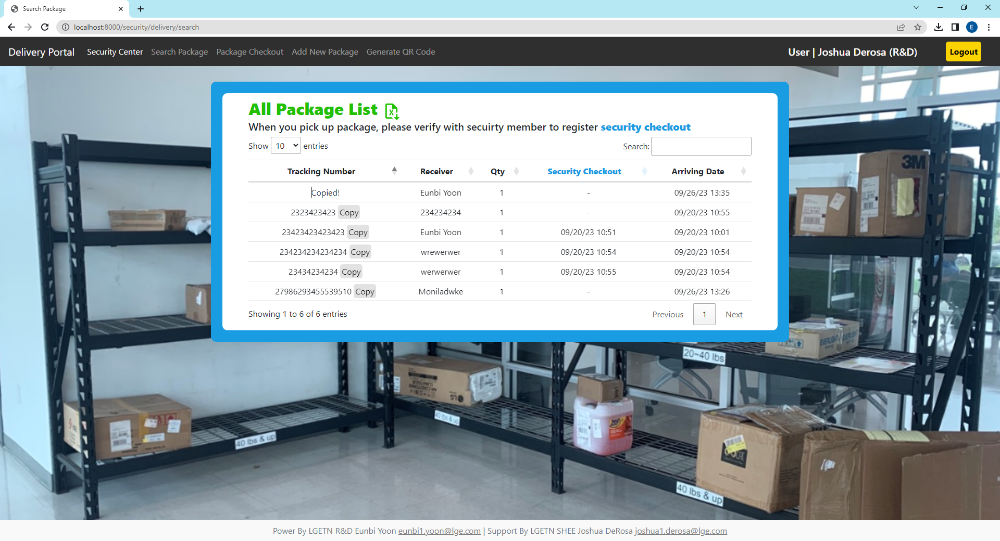 Search Package
localhost:8000/security/delivery/search
E
Delivery Portal Security Center Search Package Package Checkout Add New Package Generate QR Code User | Joshua Derosa (R&D) Logout
All Package List
When you pick up package, please verify with secuirty member to register security checkout
Show 10 entries Search:
Tracking Number Receiver Qty Security Checkout Arriving Date
Copied! Eunbi Yoon 1 - 09/26/23 13:35
2323423423 Copy 234234234 1 - 09/20/23 10:55
23423423423423 Copy Eunbi Yoon 1 09/20/23 10:51 09/20/23 10:01
234234234234234 Copy wrewerwer 1 09/20/23 10:54 09/20/23 10:54
23434234234 Copy werwerwer 1 09/20/23 10:55 09/20/23 10:54
27986293455539510 Copy Moniladwke 1 - 09/26/23 13:26
Showing 1 to 6 of 6 entries Previous 1 Next
3M
20~40 lbs
EVERLIGHT
AIR CONDITIONER
LG
40 lbs & up
40 lbs & up
zep
40 lbs & up
Power By LGETN R&D Eunbi Yoon eunbi1.yoon@lge.com | Support By LGETN SHEE Joshua DeRosa joshua1.derosa@lge.com